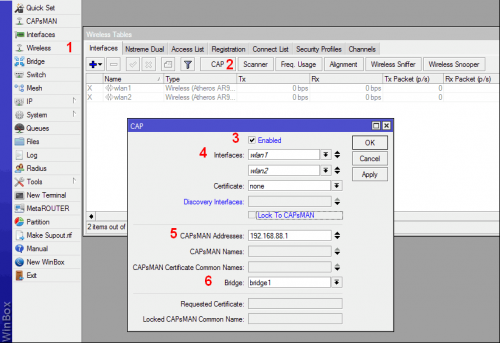 Quick Set
CAPsMAN
Interfaces
Wireless 1
Bridge
Switch
Mesh
IP
System
Queues
Files
Log
Radius
Tools
New Terminal
MetaROUTER
Partition
Make Supout.rif
Manual
New WinBox
Exit
WinBox
Wireless Tables
Interfaces Nstreme Dual Access List Registration Connect List Security Profiles Channels
CAP 2 Scanner Freq. Usage Alignment Wireless Sniffer Wireless Snooper
Name Type Tx Rx Tx Packet (p/s) Rx Packet (p/s)
X wlan1 Wireless (Atheros AR9... 0 bps 0 bps 0
X wlan2 Wireless (Atheros AR9... 0 bps 0 bps 0
2 items out of
CAP
3 Enabled
OK
4 Interfaces: wlan1
Cancel
wlan2
Apply
Certificate: none
Discovery Interfaces:
Lock To CAPsMAN
5 CAPsMAN Addresses: 192.168.88.1
CAPsMAN Names:
CAPsMAN Certificate Common Names:
6 Bridge: bridge1
Requested Certificate:
Locked CAPsMAN Common Name: